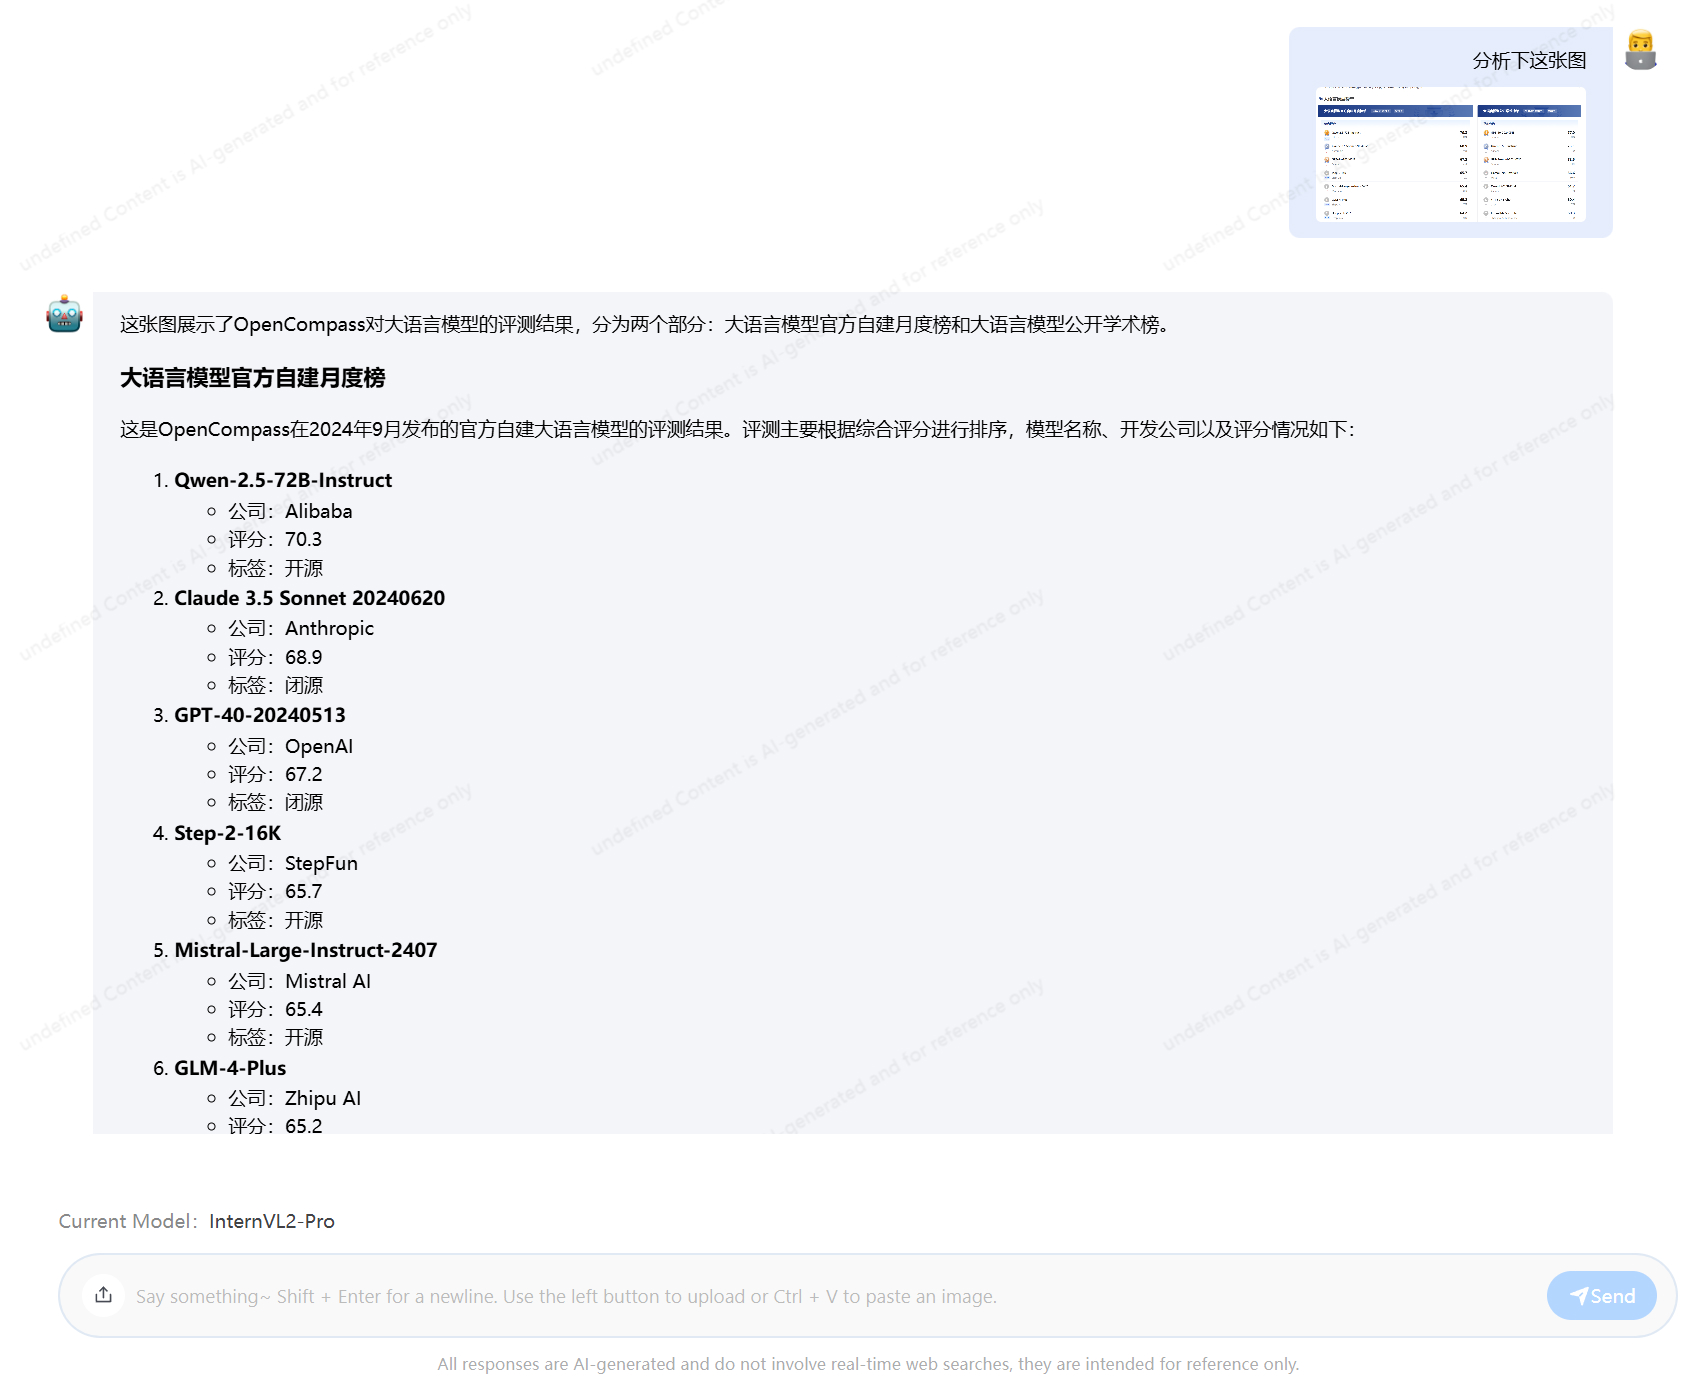 分析下这张图
这张图展示了OpenCompass对大语言模型的评测结果，分为两个部分：大语言模型官方自建月度榜和大语言模型公开学术榜。
大语言模型官方自建月度榜
这是OpenCompass在2024年9月发布的官方自建大语言模型的评测结果。评测主要根据综合评分进行排序，模型名称、开发公司以及评分情况如下：
1. Qwen-2.5-72B-Instruct
公司：Alibaba
评分：70.3
标签：开源
2. Claude 3.5 Sonnet 20240620
公司：Anthropic
评分：68.9
标签：闭源
3. GPT-40-20240513
公司：OpenAI
评分：67.2
标签：闭源
4. Step-2-16K
公司：StepFun
评分：65.7
标签：开源
5. Mistral-Large-Instruct-2407
公司：Mistral AI
评分：65.4
标签：开源
6. GLM-4-Plus
公司：Zhipu AI
评分：65.2
Current Model：InternVL2-Pro
Say something~ Shift + Enter for a newline. Use the left button to upload or Ctrl + V to paste an image.
Send
All responses are AI-generated and do not involve real-time web searches, they are intended for reference only.
undefined Content is AI-generated and for reference only